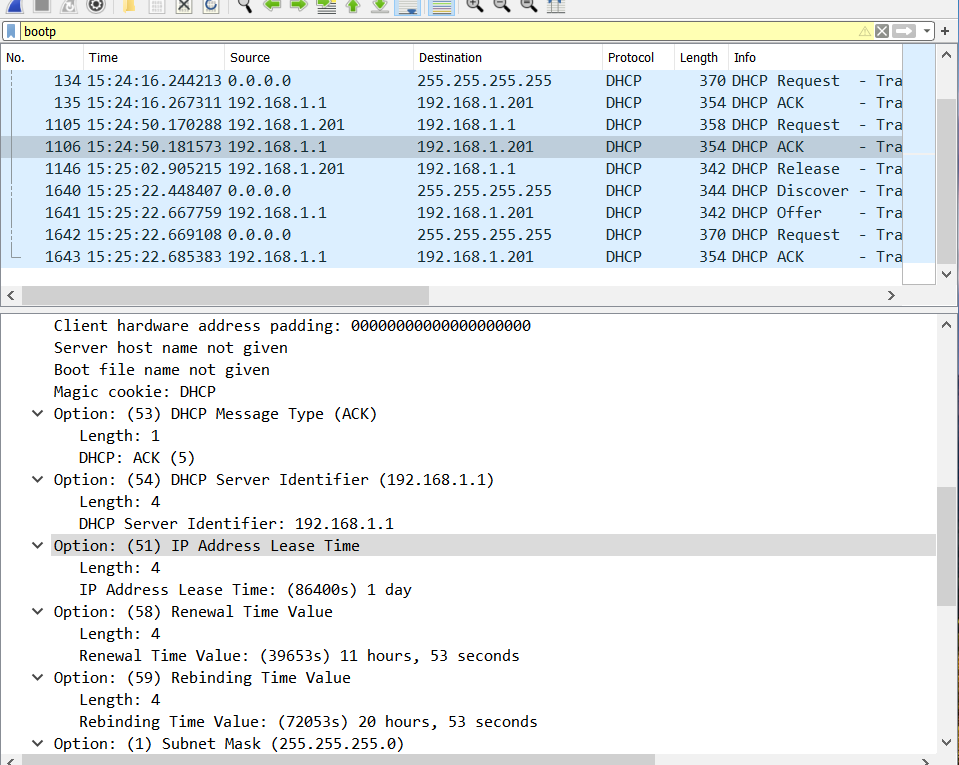 bootp
No. Time Source Destination Protocol Length Info
134 15:24:16.244213 0.0.0.0 255.255.255.255 DHCP 370 DHCP Request - Tra
135 15:24:16.267311 192.168.1.1 192.168.1.201 DHCP 354 DHCP ACK - Tra
1105 15:24:50.170288 192.168.1.201 192.168.1.1 DHCP 358 DHCP Request - Tra
1106 15:24:50.181573 192.168.1.1 192.168.1.201 DHCP 354 DHCP ACK - Tra
1146 15:25:02.905215 192.168.1.201 192.168.1.1 DHCP 342 DHCP Release - Tra
1640 15:25:22.448407 0.0.0.0 255.255.255.255 DHCP 344 DHCP Discover - Tra
1641 15:25:22.667759 192.168.1.1 192.168.1.201 DHCP 342 DHCP Offer - Tra
1642 15:25:22.669108 0.0.0.0 255.255.255.255 DHCP 370 DHCP Request - Tra
1643 15:25:22.685383 192.168.1.1 192.168.1.201 DHCP 354 DHCP ACK - Tra
Client hardware address padding: 00000000000000000000
Server host name not given
Boot file name not given
Magic cookie: DHCP
Option: (53) DHCP Message Type (ACK)
Length: 1
DHCP: ACK (5)
Option: (54) DHCP Server Identifier (192.168.1.1)
Length: 4
DHCP Server Identifier: 192.168.1.1
Option: (51) IP Address Lease Time
Length: 4
IP Address Lease Time: (86400s) 1 day
Option: (58) Renewal Time Value
Length: 4
Renewal Time Value: (39653s) 11 hours, 53 seconds
Option: (59) Rebinding Time Value
Length: 4
Rebinding Time Value: (72053s) 20 hours, 53 seconds
Option: (1) Subnet Mask (255.255.255.0)